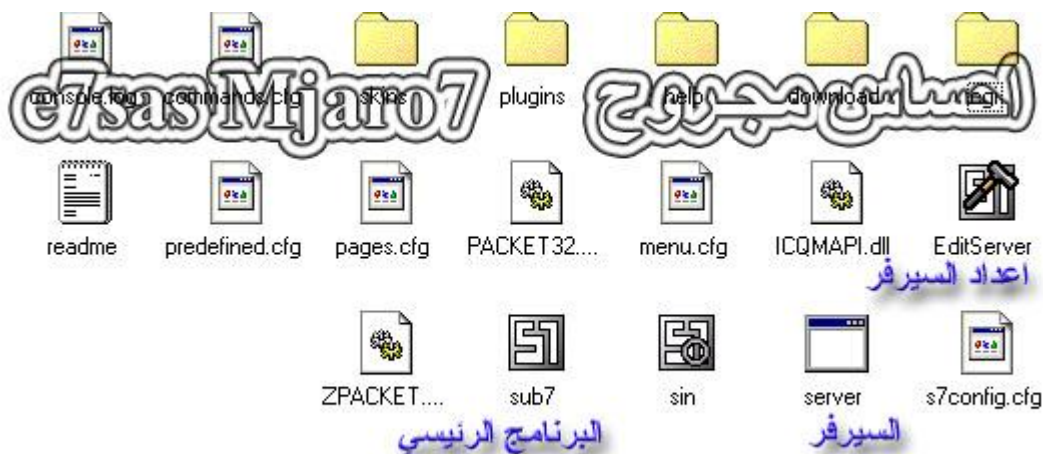 console.log commands.cfg skins plugins help download icqr
e7sas Mjaro7 احساس مجروح
readme predefined.cfg pages.cfg PACKET32.... menu.cfg ICQMAPI.dll EditServer
اعداد السيرفر
ZPACKET.... sub7 sin server s7config.cfg
البرنامج الرئيسي السيرفر